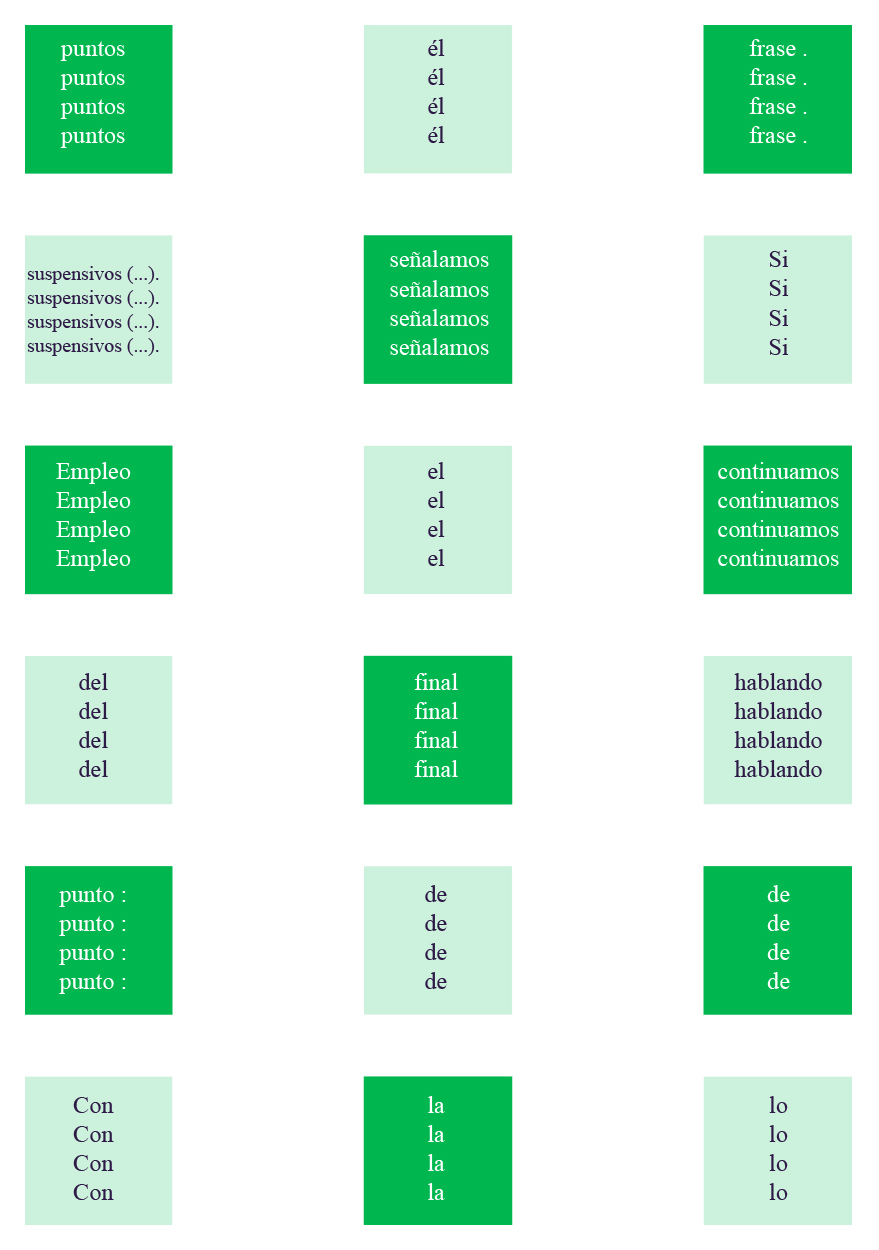 puntos
puntos
puntos
puntos
él
él
él
él
frase .
frase .
frase .
frase .
suspensivos (...).
suspensivos (...).
suspensivos (...).
suspensivos (...).
señalamos
señalamos
señalamos
señalamos
Si
Si
Si
Si
Empleo
Empleo
Empleo
Empleo
el
el
el
el
continuamos
continuamos
continuamos
continuamos
del
del
del
del
final
final
final
final
hablando
hablando
hablando
hablando
punto :
punto :
punto :
punto :
de
de
de
de
de
de
de
de
Con
Con
Con
Con
la
la
la
la
lo
lo
lo
lo